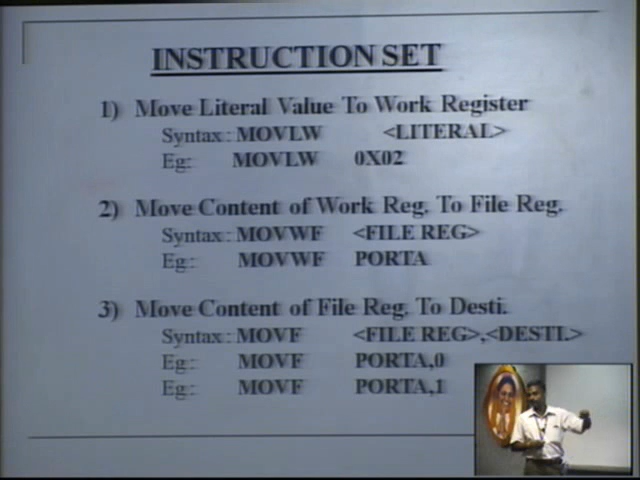 INSTRUCTION SET
1) Move Literal Value To Work Register
Syntax : MOVLW <LITERAL>
Eg: MOVLW 0X02
2) Move Content of Work Reg. To File Reg.
Syntax : MOVWF <FILE REG>
Eg.: MOVWF PORTA
3) Move Content of File Reg. To Desti.
Syntax : MOVF <FILE REG>,<DESTI.>
Eg.: MOVF PORTA,0
Eg.: MOVF PORTA,1